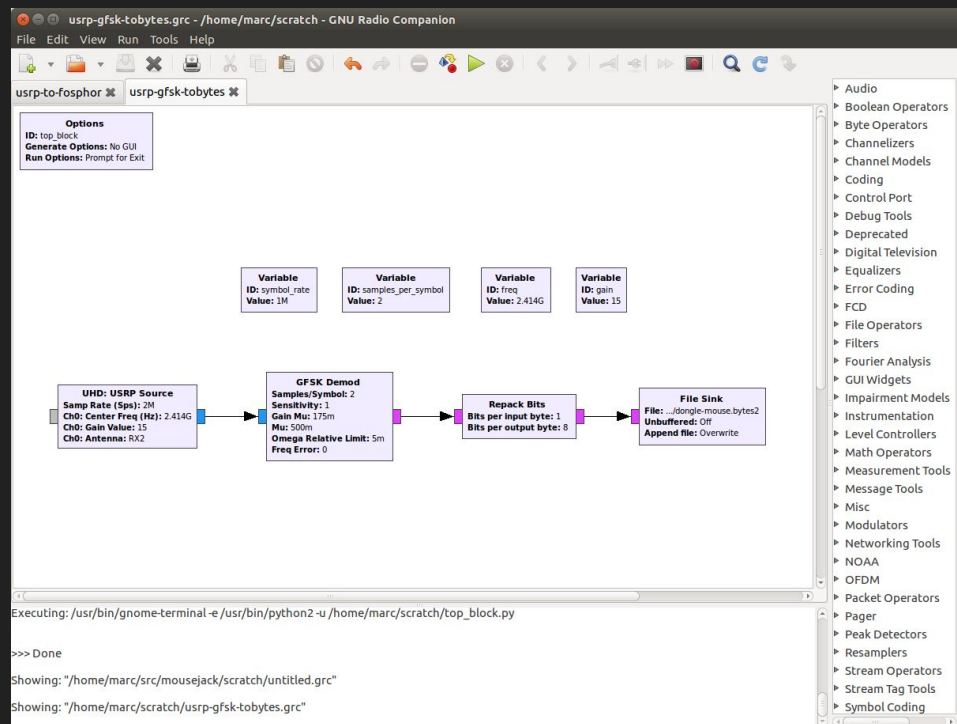 usrp-gfsk-tobytes.grc - /home/marc/scratch - GNU Radio Companion
File Edit View Run Tools Help
usrp-to-fosphor usrp-gfsk-tobytes
Options
ID: top_block
Generate Options: No GUI
Run Options: Prompt for Exit
Variable
ID: symbol_rate
Value: 1M
Variable
ID: samples_per_symbol
Value: 2
Variable
ID: freq
Value: 2.414G
Variable
ID: gain
Value: 15
UHD: USRP Source
Samp Rate (Sps): 2M
Ch0: Center Freq (Hz): 2.414G
Ch0: Gain Value: 15
Ch0: Antenna: RX2
GFSK Demod
Samples/Symbol: 2
Sensitivity: 1
Gain Mu: 175m
Mu: 500m
Omega Relative Limit: 5m
Freq Error: 0
Repack Bits
Bits per input byte: 1
Bits per output byte: 8
File Sink
File: .../dongle-mouse.bytes2
Unbuffered: Off
Append file: Overwrite
Executing: /usr/bin/gnome-terminal -e /usr/bin/python2 -u /home/marc/scratch/top_block.py
>>> Done
Showing: "/home/marc/src/mousejack/scratch/untitled.grc"
Showing: "/home/marc/scratch/usrp-gfsk-tobytes.grc"
Audio
Boolean Operators
Byte Operators
Channelizers
Channel Models
Coding
Control Port
Debug Tools
Deprecated
Digital Television
Equalizers
Error Coding
FCD
File Operators
Filters
Fourier Analysis
GUI Widgets
Impairment Models
Instrumentation
Level Controllers
Math Operators
Measurement Tools
Message Tools
Misc
Modulators
Networking Tools
NOAA
OFDM
Packet Operators
Pager
Peak Detectors
Resamplers
Stream Operators
Stream Tag Tools
Symbol Coding